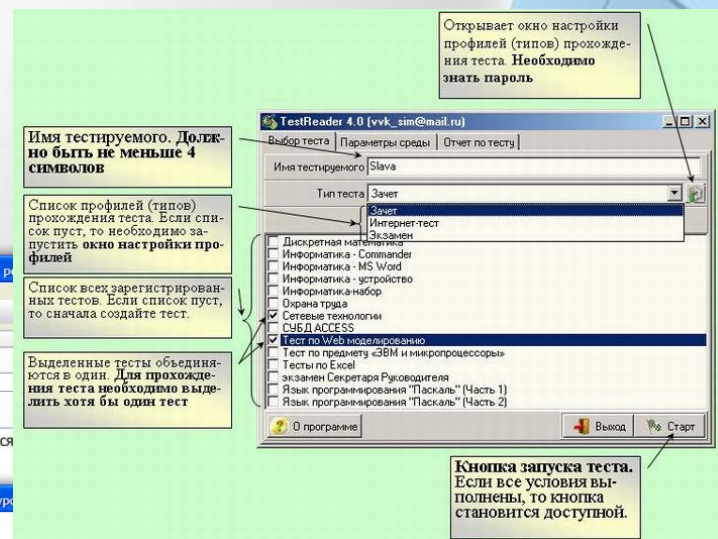 Открывает окно настройки
профилей (типов) прохожде-
ния теста. Необходимо
знать пароль
TestReader 4.0 (vvk_sim@mail.ru)
Выбор теста
Параметры среды
Отчет по тесту
Имя тестируемого. Долж-
но быть не меньше 4
символов
Имя тестируемого
Slava
Тип теста
Зачет
Зачет
Интернет-тест
Экзамен
Список профилей (типов)
прохождения теста. Если спи-
сок пуст, то необходимо за-
пустить окно настройки про-
филей
Список всех зарегистрирован-
ных тестов. Если список пуст,
то сначала создайте тест.
Выделенные тесты объединя-
ются в один. Для прохожде-
ния теста необходимо выде-
лить хотя бы один тест
Дискретная математика
Информатика - Commander
Информатика - MS Word
Информатика - устройство
Информатика-набор
Охрана труда
Сетевые технологии
СУБД ACCESS
Тест по Web моделированию
Тест по предмету «ЭВМ и микропроцессоры»
Тесты по Excel
экзамен Секретаря Руководителя
Язык программирования "Паскаль" (Часть 1)
Язык программирования "Паскаль" (Часть 2)
О программе
Выход
Старт
Кнопка запуска теста.
Если все условия вы-
полнены, то кнопка
становится доступной.